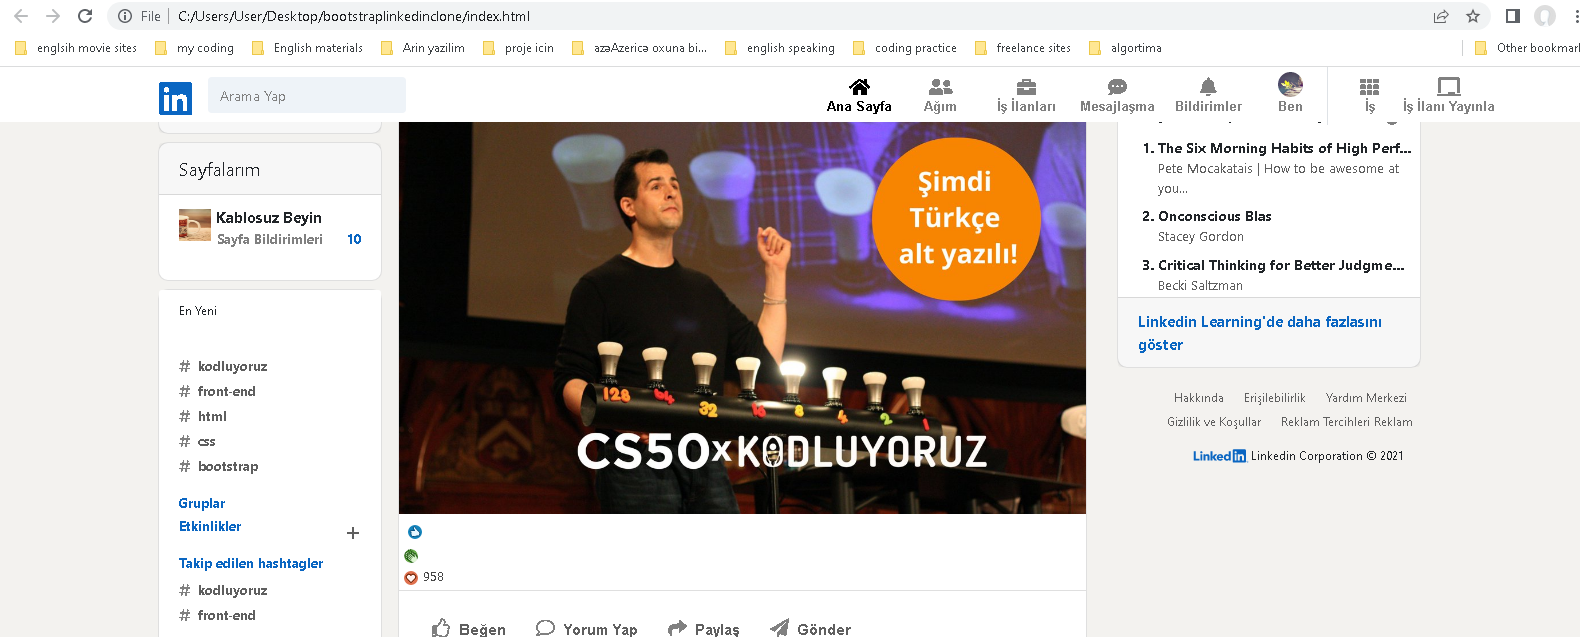 File
C:/Users/User/Desktop/bootstraplinkedinclone/index.html
englsih movie sites
my coding
English materials
Arin yazilim
proje icin
azəAzericə oxuna bi...
english speaking
coding practice
freelance sites
algortima
Other bookmark
in
Arama Yap
Ana Sayfa
Ağım
İş İlanları
Mesajlaşma
Bildirimler
Ben
İş
İş İlanı Yayınla
Sayfalarım
Kablosuz Beyin
Sayfa Bildirimleri
10
En Yeni
# kodluyoruz
# front-end
# html
# css
# bootstrap
Gruplar
Etkinlikler
+
Takip edilen hashtagler
# kodluyoruz
# front-end
Şimdi
Türkçe
alt yazılı!
128 64 32 16 8 4 2 1
CS50xKODLUYORUZ
958
Beğen
Yorum Yap
Paylaş
Gönder
1. The Six Morning Habits of High Perf...
Pete Mocakatais | How to be awesome at
you...
2. Onconscious Blas
Stacey Gordon
3. Critical Thinking for Better Judgme...
Becki Saltzman
Linkedin Learning'de daha fazlasını
göster
Hakkında
Erişilebilirlik
Yardım Merkezi
Gizlilik ve Koşullar
Reklam Tercihleri Reklam
Linkedin Linkedin Corporation © 2021